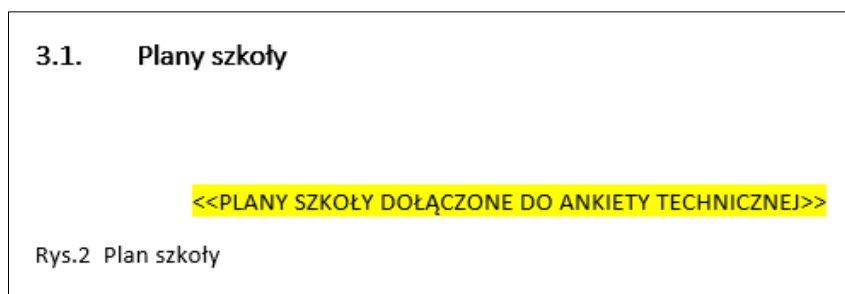 3.1. Plany szkoły
<<PLANY SZKOŁY DOŁĄCZONE DO ANKIETY TECHNICZNEJ>>
Rys.2 Plan szkoły